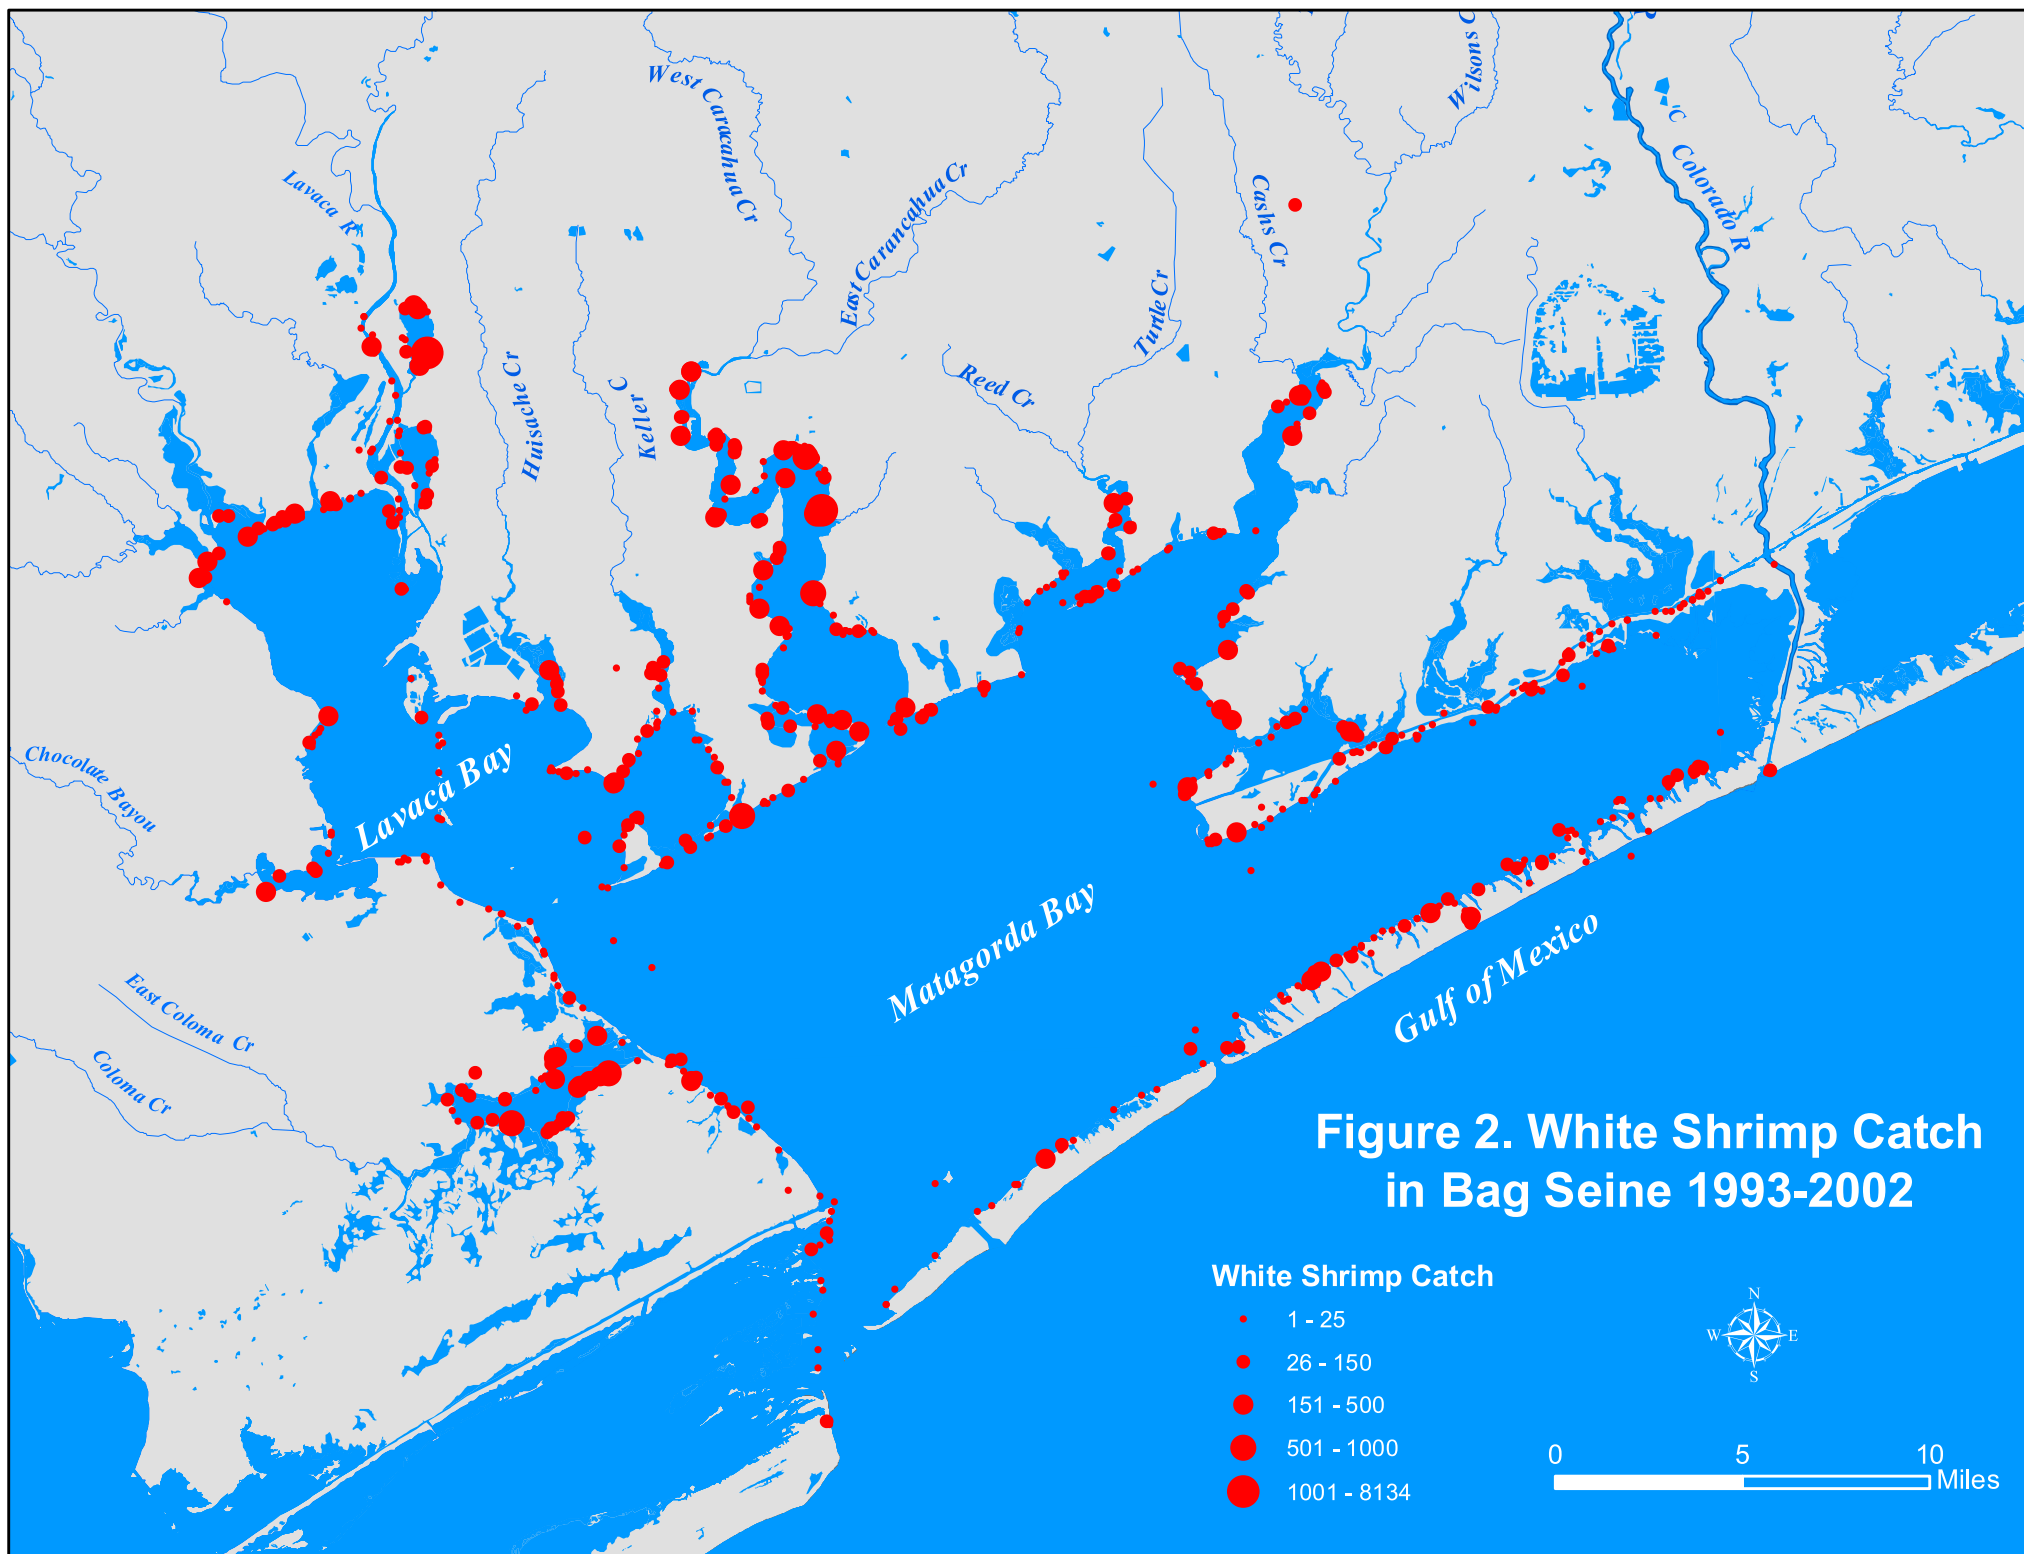 West Caracahua Cr
Wilsons C
C
Colorado R
Lavaca R
East Carancahua Cr
Cashs Cr
Turtle Cr
Huisache Cr
Keller C
Reed Cr
Chocolate Bayou
Lavaca Bay
Matagorda Bay
Gulf of Mexico
East Coloma Cr
Coloma Cr
Figure 2. White Shrimp Catch
in Bag Seine 1993-2002
White Shrimp Catch
1 - 25
26 - 150
151 - 500
501 - 1000
1001 - 8134
N
W E
S
0 5 10
Miles